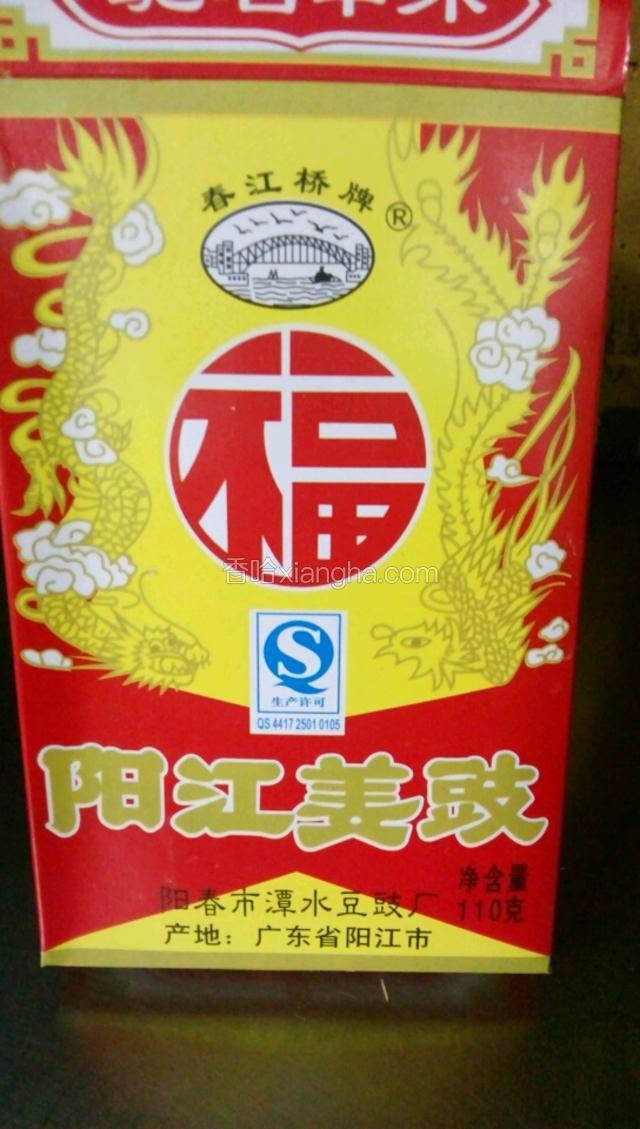 春江桥牌®
福
香哈xiangha.com
生产许可
QS 4417 2501 0105
阳江美豉
净含量
110克
阳春市潭水豆豉厂
产地：广东省阳江市